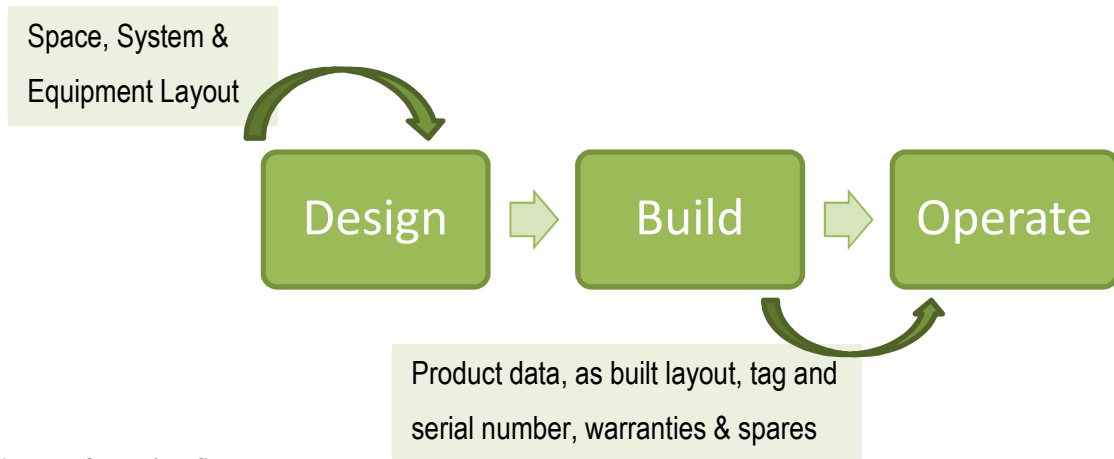 Space, System &
Equipment Layout
Design
Build
Operate
Product data, as built layout, tag and
serial number, warranties & spares